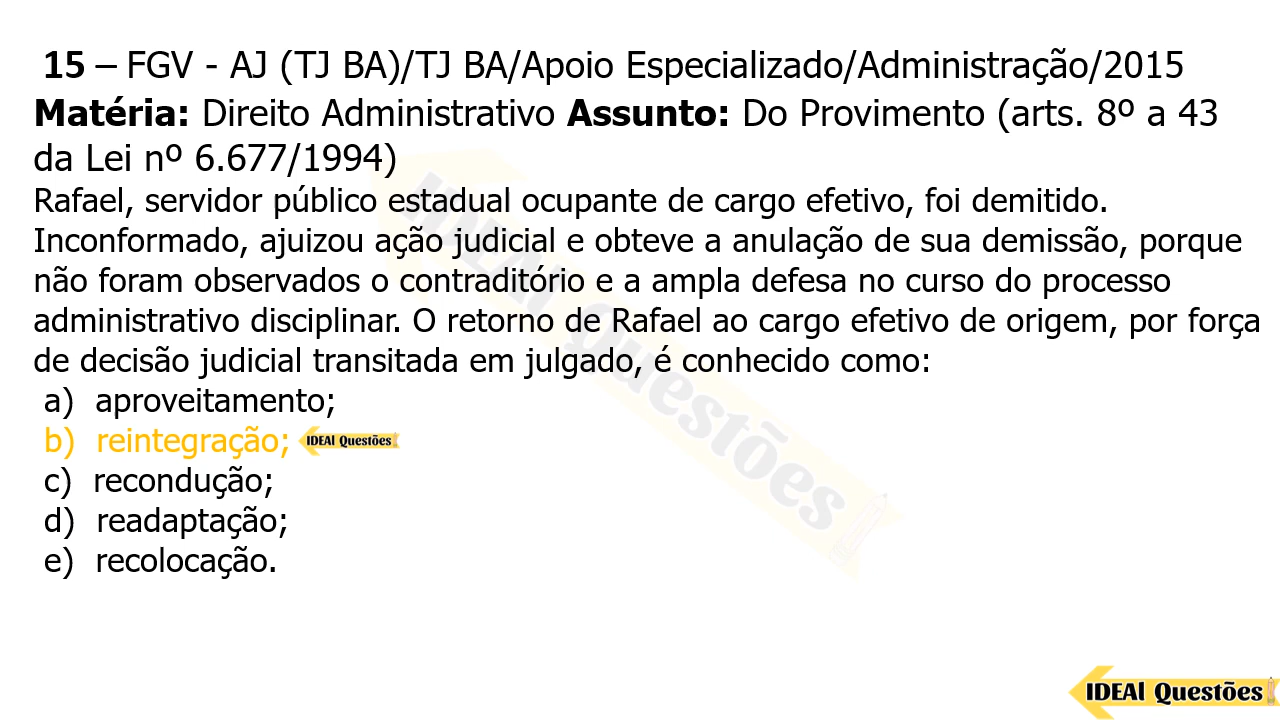 15 – FGV - AJ (TJ BA)/TJ BA/Apoio Especializado/Administração/2015
Matéria: Direito Administrativo Assunto: Do Provimento (arts. 8º a 43
da Lei nº 6.677/1994)
Rafael, servidor público estadual ocupante de cargo efetivo, foi demitido.
Inconformado, ajuizou ação judicial e obteve a anulação de sua demissão, porque
não foram observados o contraditório e a ampla defesa no curso do processo
administrativo disciplinar. O retorno de Rafael ao cargo efetivo de origem, por força
de decisão judicial transitada em julgado, é conhecido como:
a) aproveitamento;
b) reintegração; IDEAl Questões
c) recondução;
d) readaptação;
e) recolocação.
IDEAl Questões
IDEAl Questões